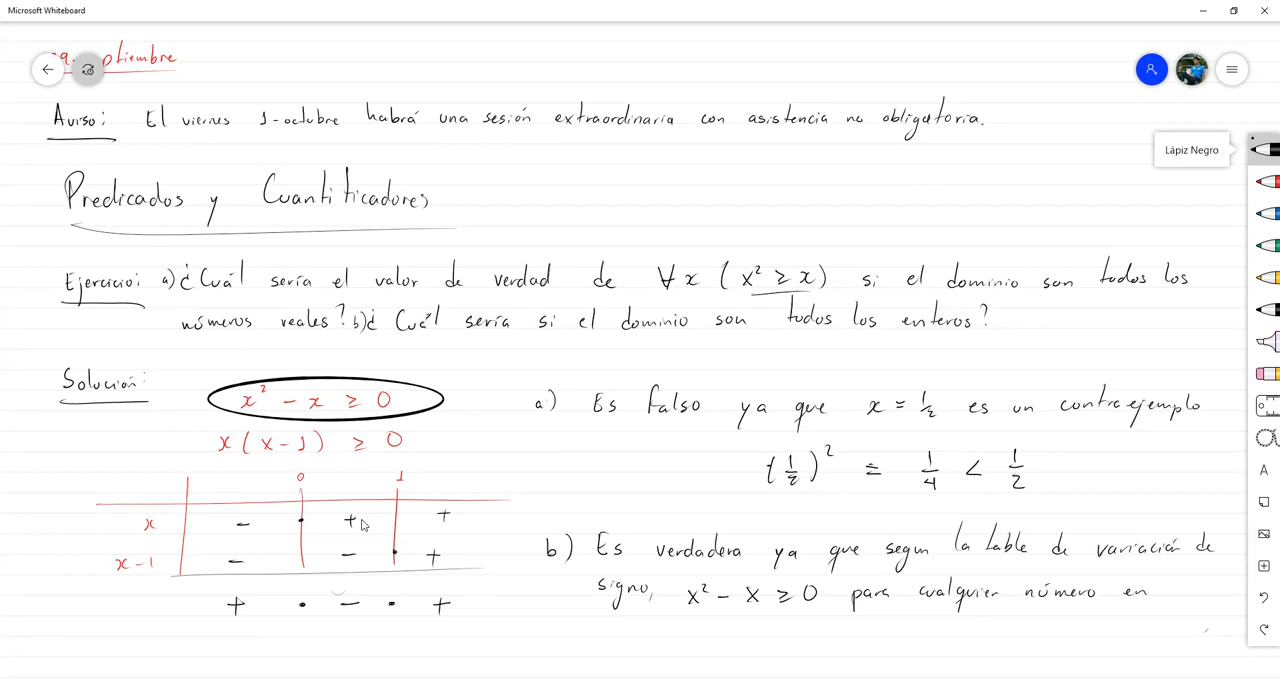 Microsoft Whiteboard
ptiembre
Aviso: El viernes 1-octubre habrá una sesión extraordinaria con asistencia no obligatoria.
Lápiz Negro
Predicados y Cuantificadores
Ejercicio: a) ¿Cuál sería el valor de verdad de ∀x (x² ≥ x) si el dominio son todos los
números reales? b) ¿Cuál sería si el dominio son todos los enteros?
Solución:
x² - x ≥ 0
x(x-1) ≥ 0
0 1
x - • + +
x-1 - - • +
+ • - • +
a) Es falso ya que x = 1/2 es un contraejemplo
(1/2)² = 1/4 < 1/2
b) Es verdadera ya que segun la table de variación de
signo, x² - x ≥ 0 para cualquier número en